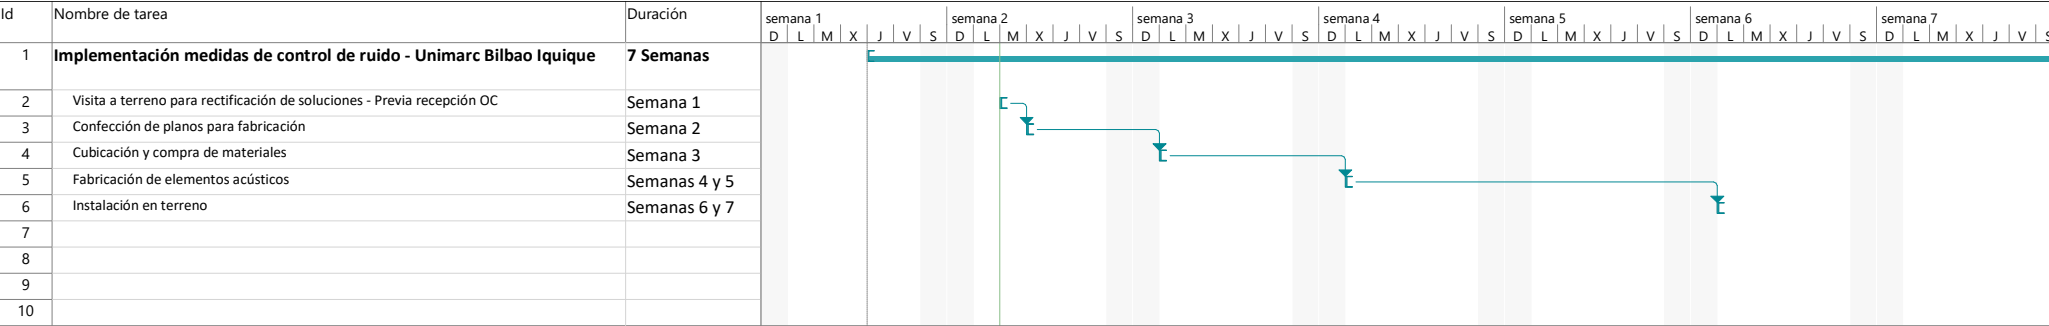 Id Nombre de tarea Duración semana 1 semana 2 semana 3 semana 4 semana 5 semana 6 semana 7
D L M X J V S D L M X J V S D L M X J V S D L M X J V S D L M X J V S D L M X J V S D L M X J V S
1 Implementación medidas de control de ruido - Unimarc Bilbao Iquique 7 Semanas
2 Visita a terreno para rectificación de soluciones - Previa recepción OC Semana 1
3 Confección de planos para fabricación Semana 2
4 Cubicación y compra de materiales Semana 3
5 Fabricación de elementos acústicos Semanas 4 y 5
6 Instalación en terreno Semanas 6 y 7
7
8
9
10